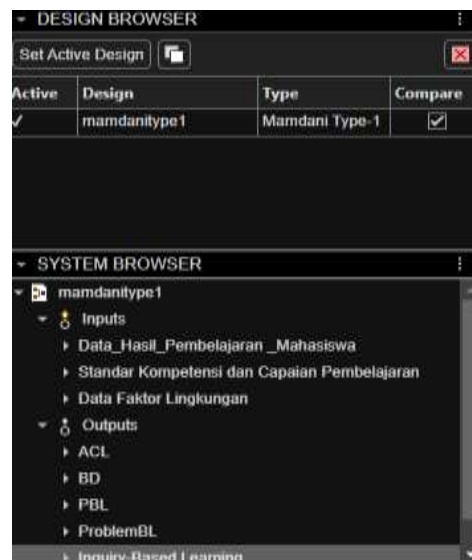 DESIGN BROWSER
Set Active Design
Active Design Type Compare
mamdanitype1 Mamdani Type-1
SYSTEM BROWSER
mamdanitype1
Inputs
Data_Hasil_Pembelajaran _Mahasiswa
Standar Kompetensi dan Capaian Pembelajaran
Data Faktor Lingkungan
Outputs
ACL
BD
PBL
ProblemBL
Inquiry-Based Learning